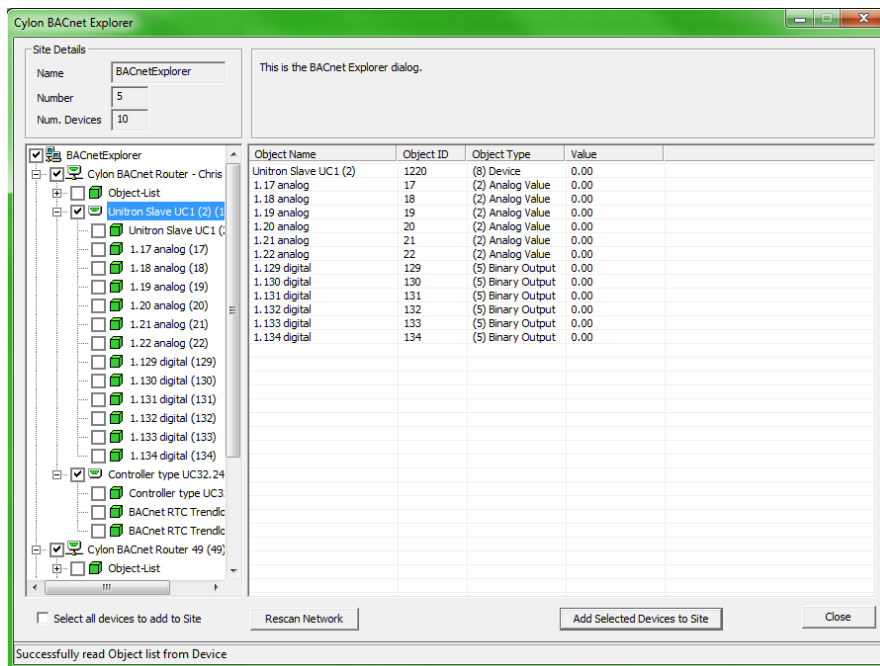 Cylon BACnet Explorer
Site Details
Name BACnetExplorer
Number 5
Num. Devices 10
This is the BACnet Explorer dialog.
BACnetExplorer
Cylon BACnet Router - Chris
Object-List
Unitron Slave UC1 (2) (1
Unitron Slave UC1 (2
1.17 analog (17)
1.18 analog (18)
1.19 analog (19)
1.20 analog (20)
1.21 analog (21)
1.22 analog (22)
1.129 digital (129)
1.130 digital (130)
1.131 digital (131)
1.132 digital (132)
1.133 digital (133)
1.134 digital (134)
Controller type UC32.24
Controller type UC3
BACnet RTC Trendlo
BACnet RTC Trendlo
Cylon BACnet Router 49 (49)
Object-List
Object Name Object ID Object Type Value
Unitron Slave UC1 (2) 1220 (8) Device 0.00
1.17 analog 17 (2) Analog Value 0.00
1.18 analog 18 (2) Analog Value 0.00
1.19 analog 19 (2) Analog Value 0.00
1.20 analog 20 (2) Analog Value 0.00
1.21 analog 21 (2) Analog Value 0.00
1.22 analog 22 (2) Analog Value 0.00
1.129 digital 129 (5) Binary Output 0.00
1.130 digital 130 (5) Binary Output 0.00
1.131 digital 131 (5) Binary Output 0.00
1.132 digital 132 (5) Binary Output 0.00
1.133 digital 133 (5) Binary Output 0.00
1.134 digital 134 (5) Binary Output 0.00
Select all devices to add to Site
Rescan Network
Add Selected Devices to Site
Close
Successfully read Object list from Device